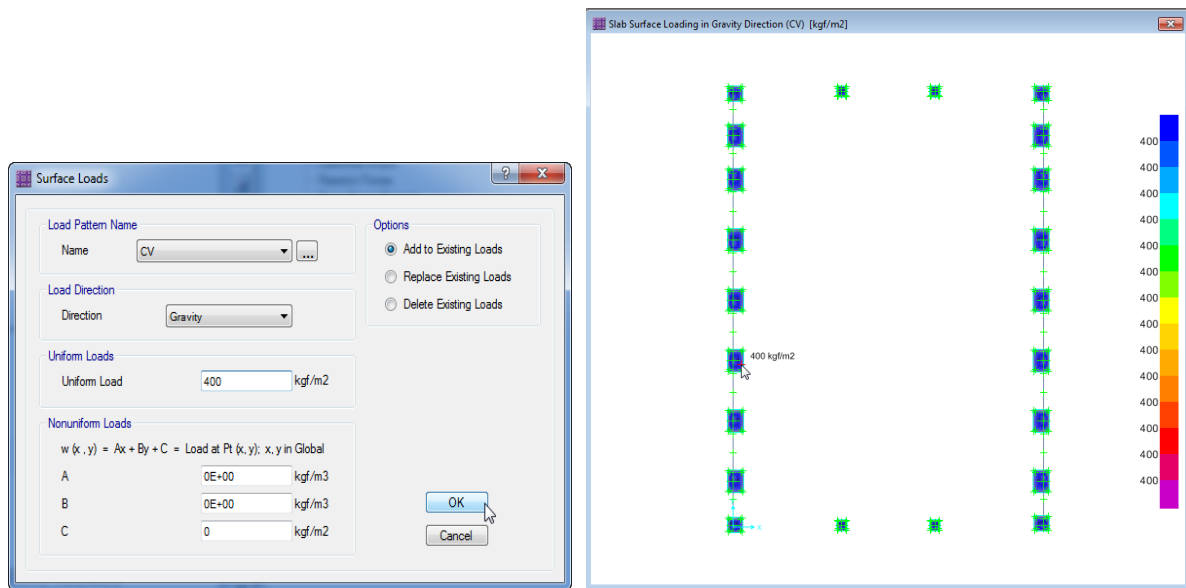 Surface Loads
Load Pattern Name
Name CV ...
Load Direction
Direction Gravity
Uniform Loads
Uniform Load 400 kgf/m2
Nonuniform Loads
w (x , y) = Ax + By + C = Load at Pt (x, y); x, y in Global
A 0E+00 kgf/m3
B 0E+00 kgf/m3
C 0 kgf/m2
Options
Add to Existing Loads
Replace Existing Loads
Delete Existing Loads
OK
Cancel
Slab Surface Loading in Gravity Direction (CV) [kgf/m2]
400 kgf/m2
X
400
400
400
400
400
400
400
400
400
400
400
400
400
400